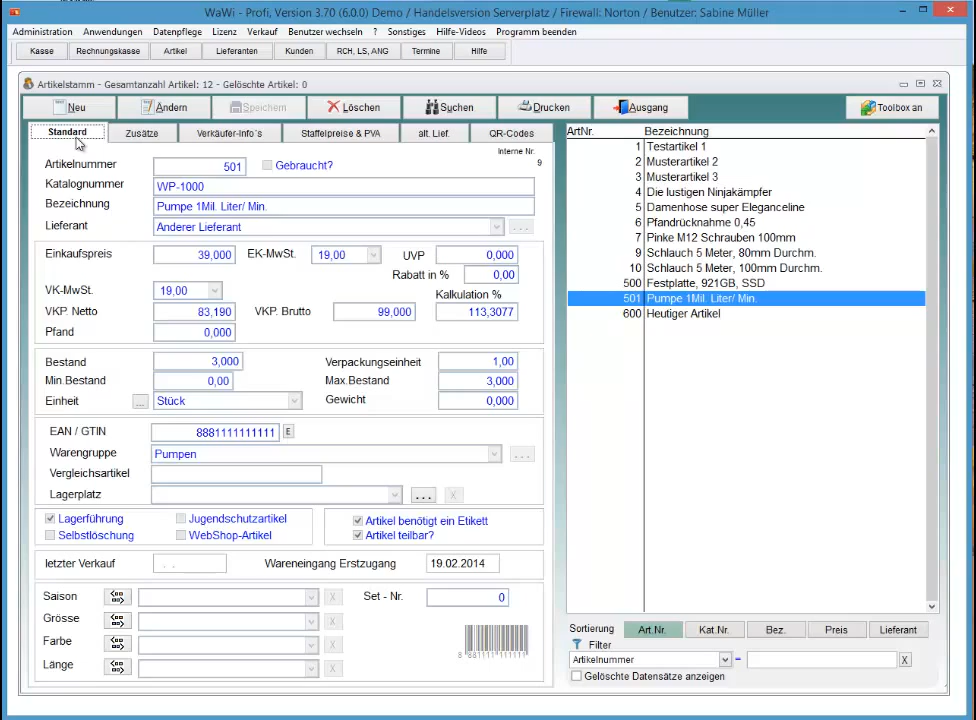 WaWi - Profi, Version 3.70 (6.0.0) Demo / Handelsversion Serverplatz / Firewall: Norton / Benutzer: Sabine Müller
Administration Anwendungen Datenpflege Lizenz Verkauf Benutzer wechseln ? Sonstiges Hilfe-Videos Programm beenden
Kasse Rechnungskasse Artikel Lieferanten Kunden RCH, LS, ANG Termine Hilfe
Artikelstamm - Gesamtanzahl Artikel: 12 - Gelöschte Artikel: 0
Neu Ändern Speichern Löschen Suchen Drucken Ausgang Toolbox an
Standard Zusätze Verkäufer-Info´s Staffelpreise & PVA alt. Lief. QR-Codes
Interne Nr.
9
Artikelnummer 501 Gebraucht?
Katalognummer WP-1000
Bezeichnung Pumpe 1Mil. Liter/ Min.
Lieferant Anderer Lieferant ...
Einkaufspreis 39,000 EK-MwSt. 19,00 UVP 0,000
Rabatt in % 0,00
VK-MwSt. 19,00 Kalkulation %
VKP. Netto 83,190 VKP. Brutto 99,000 113,3077
Pfand 0,000
Bestand 3,000 Verpackungseinheit 1,00
Min.Bestand 0,00 Max.Bestand 3,000
Einheit ... Stück Gewicht 0,000
EAN / GTIN 8881111111111 E
Warengruppe Pumpen ...
Vergleichsartikel
Lagerplatz ... X
Lagerführung Jugendschutzartikel Artikel benötigt ein Etikett
Selbstlöschung WebShop-Artikel Artikel teilbar?
letzter Verkauf . . Wareneingang Erstzugang 19.02.2014
Saison X Set - Nr. 0
Grösse X
Farbe X
8 881111 111111
Länge X
ArtNr. Bezeichnung
1 Testartikel 1
2 Musterartikel 2
3 Musterartikel 3
4 Die lustigen Ninjakämpfer
5 Damenhose super Eleganceline
6 Pfandrücknahme 0,45
7 Pinke M12 Schrauben 100mm
9 Schlauch 5 Meter, 80mm Durchm.
10 Schlauch 5 Meter, 100mm Durchm.
500 Festplatte, 921GB, SSD
501 Pumpe 1Mil. Liter/ Min.
600 Heutiger Artikel
Sortierung Art.Nr. Kat.Nr. Bez. Preis Lieferant
Filter
Artikelnummer = X
Gelöschte Datensätze anzeigen